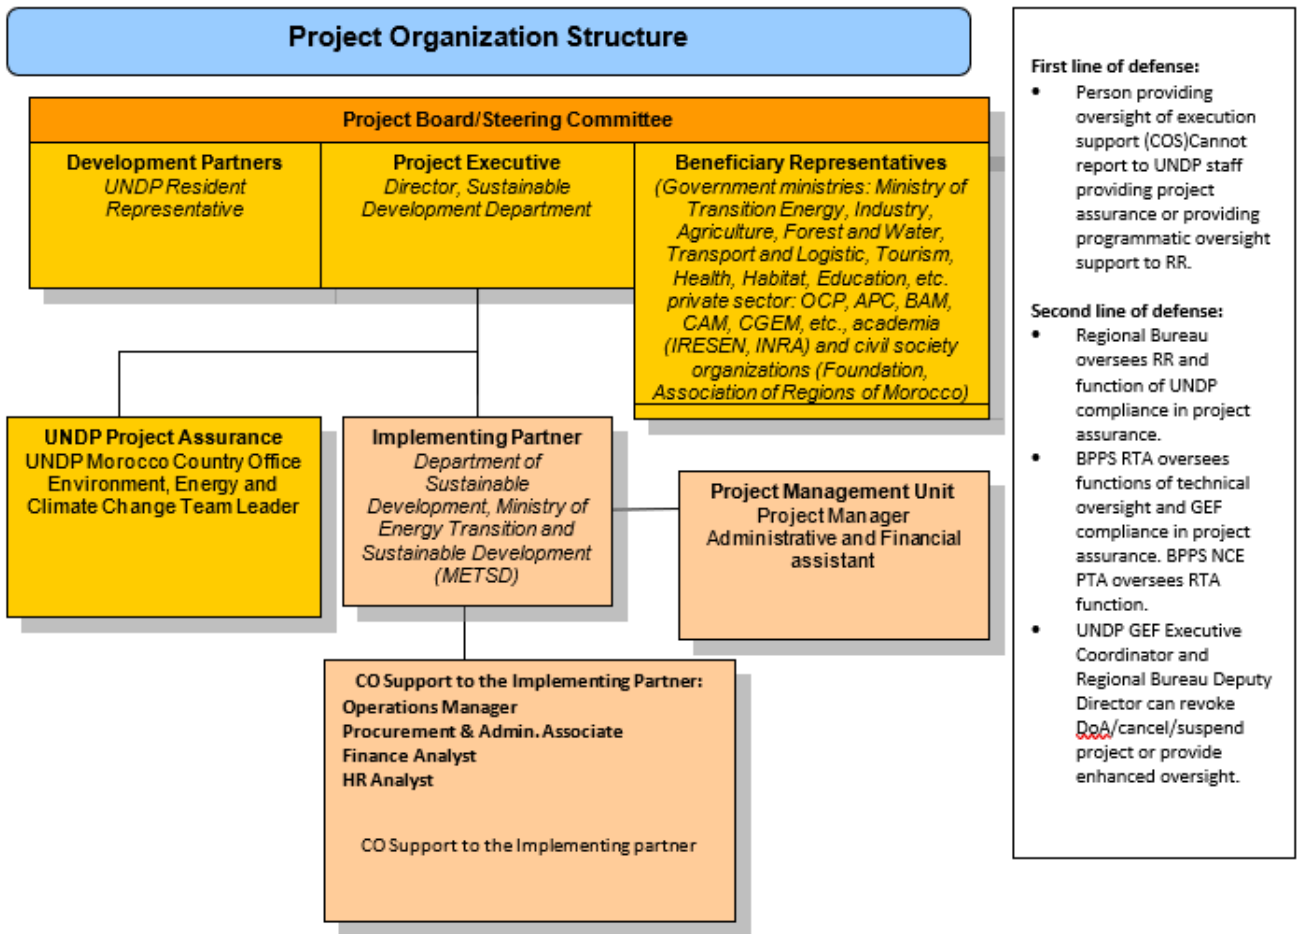 Project Organization Structure
Project Board/Steering Committee
Development Partners
UNDP Resident
Representative
Project Executive
Director, Sustainable
Development Department
Beneficiary Representatives
(Government ministries: Ministry of
Transition Energy, Industry,
Agriculture, Forest and Water,
Transport and Logistic, Tourism,
Health, Habitat, Education, etc.
private sector: OCP, APC, BAM,
CAM, CGEM, etc., academia
(IRESEN, INRA) and civil society
organizations (Foundation,
Association of Regions of Morocco)
UNDP Project Assurance
UNDP Morocco Country Office
Environment, Energy and
Climate Change Team Leader
Implementing Partner
Department of
Sustainable
Development, Ministry of
Energy Transition and
Sustainable Development
(METSD)
Project Management Unit
Project Manager
Administrative and Financial
assistant
CO Support to the Implementing Partner:
Operations Manager
Procurement & Admin. Associate
Finance Analyst
HR Analyst
CO Support to the Implementing partner
First line of defense:
• Person providing
oversight of execution
support (COS)Cannot
report to UNDP staff
providing project
assurance or providing
programmatic oversight
support to RR.
Second line of defense:
• Regional Bureau
oversees RR and
function of UNDP
compliance in project
assurance.
• BPPS RTA oversees
functions of technical
oversight and GEF
compliance in project
assurance. BPPS NCE
PTA oversees RTA
function.
• UNDP GEF Executive
Coordinator and
Regional Bureau Deputy
Director can revoke
DoA/cancel/suspend
project or provide
enhanced oversight.